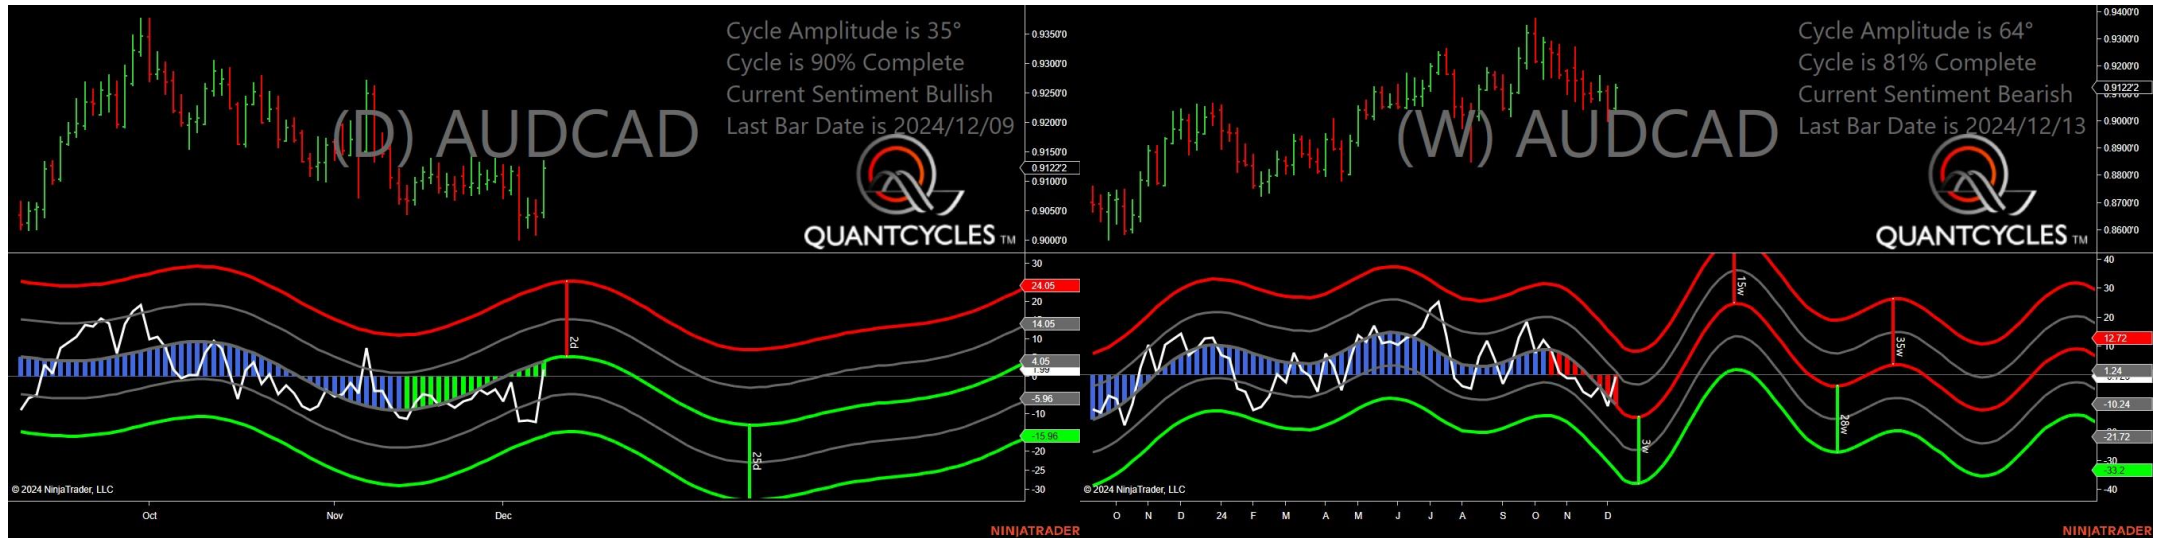 Cycle Amplitude is 35°
Cycle is 90% Complete
Current Sentiment Bullish
Last Bar Date is 2024/12/09
(D) AUDCAD
QUANTCYCLES TM
0.9350'0
0.9300'0
0.9250'0
0.9200'0
0.9150'0
0.9122'2
0.9100'0
0.9050'0
0.9000'0
30
24.05
20
14.05
10
4.05
1.99
0
-5.96
-10
-15.96
-20
-25
-30
2d
25d
© 2024 NinjaTrader, LLC
Oct Nov Dec
NINJATRADER
Cycle Amplitude is 64°
Cycle is 81% Complete
Current Sentiment Bearish
Last Bar Date is 2024/12/13
(W) AUDCAD
QUANTCYCLES TM
0.9400'0
0.9300'0
0.9200'0
0.9122'2
0.9000'0
0.8900'0
0.8800'0
0.8700'0
0.8600'0
40
30
20
12.72
10
1.24
-10.24
-21.72
-30
-33.2
-40
15w
35w
3w
28w
© 2024 NinjaTrader, LLC
O N D 24 F M A M J J A S O N D
NINJATRADER